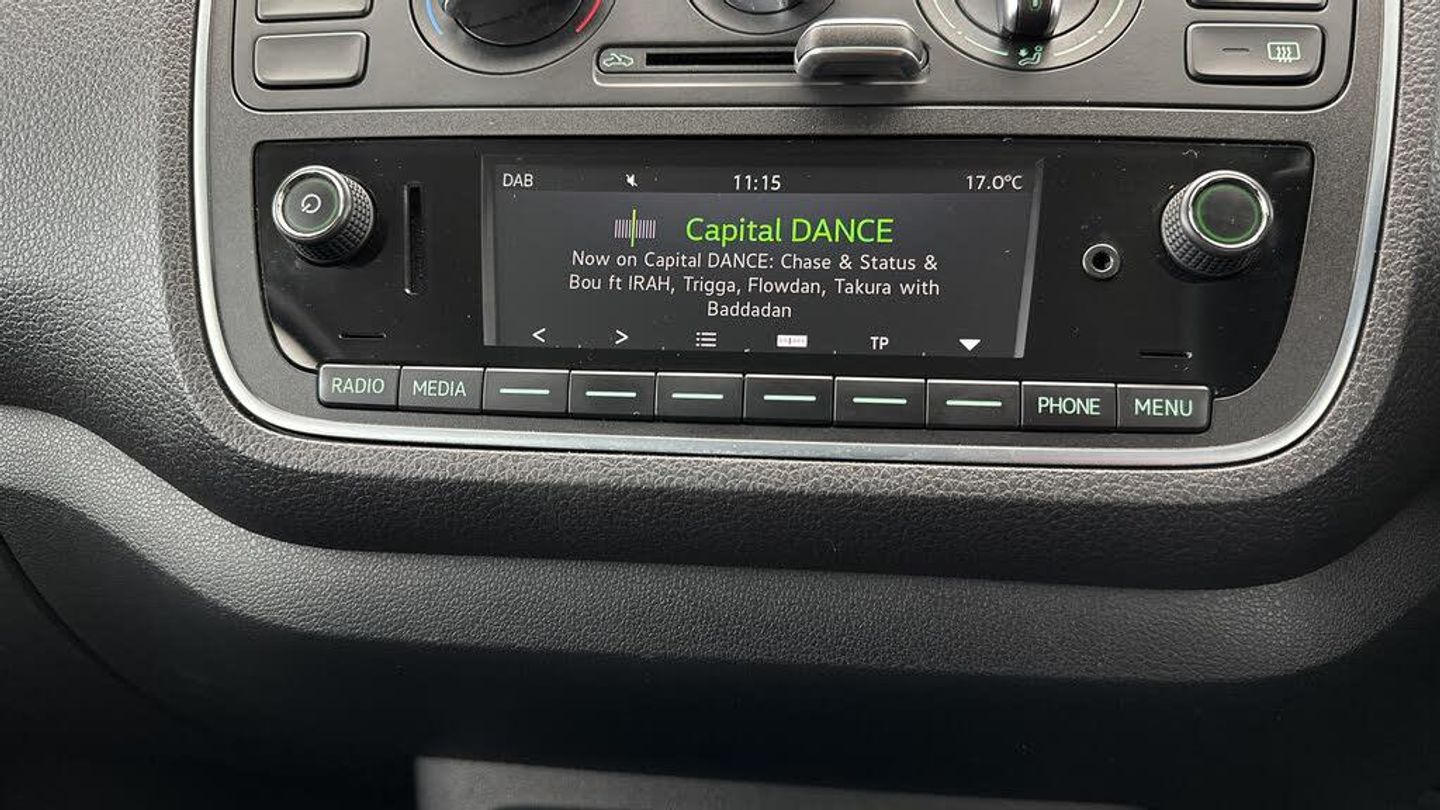 DAB 11:15 17.0°C
Capital DANCE
Now on Capital DANCE: Chase & Status &
Bou ft IRAH, Trigga, Flowdan, Takura with
Baddadan
< > TP
RADIO MEDIA PHONE MENU